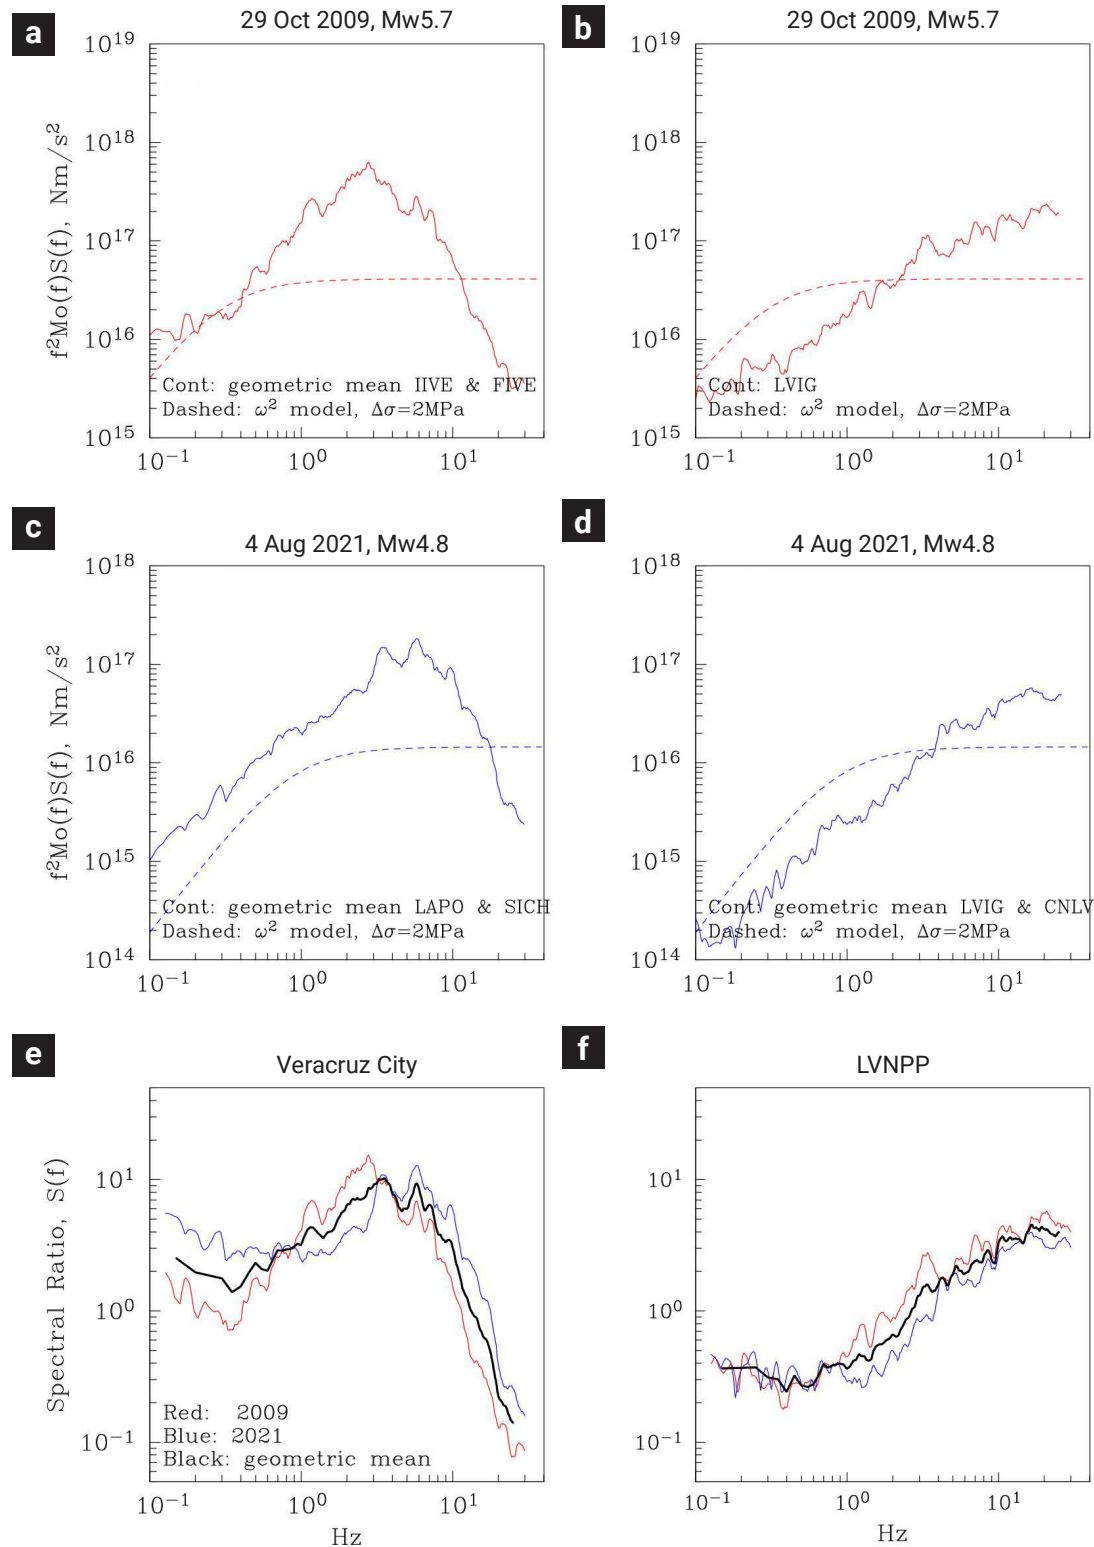 a
29 Oct 2009, Mw5.7
10^19
10^18
10^17
10^16
10^15
f²Mo(f)S(f), Nm/s²
Cont: geometric mean IIVE & FIVE
Dashed: ω² model, Δσ=2MPa
10^-1 10^0 10^1
b
29 Oct 2009, Mw5.7
10^19
10^18
10^17
10^16
10^15
Cont: LVIG
Dashed: ω² model, Δσ=2MPa
10^-1 10^0 10^1
c
4 Aug 2021, Mw4.8
10^18
10^17
10^16
10^15
10^14
f²Mo(f)S(f), Nm/s²
Cont: geometric mean LAPO & SICH
Dashed: ω² model, Δσ=2MPa
10^-1 10^0 10^1
d
4 Aug 2021, Mw4.8
10^18
10^17
10^16
10^15
10^14
Cont: geometric mean LVIG & CNLV
Dashed: ω² model, Δσ=2MPa
10^-1 10^0 10^1
e
Veracruz City
10^1
10^0
10^-1
Spectral Ratio, S(f)
Red: 2009
Blue: 2021
Black: geometric mean
10^-1 10^0 10^1
Hz
f
LVNPP
10^1
10^0
10^-1
10^-1 10^0 10^1
Hz